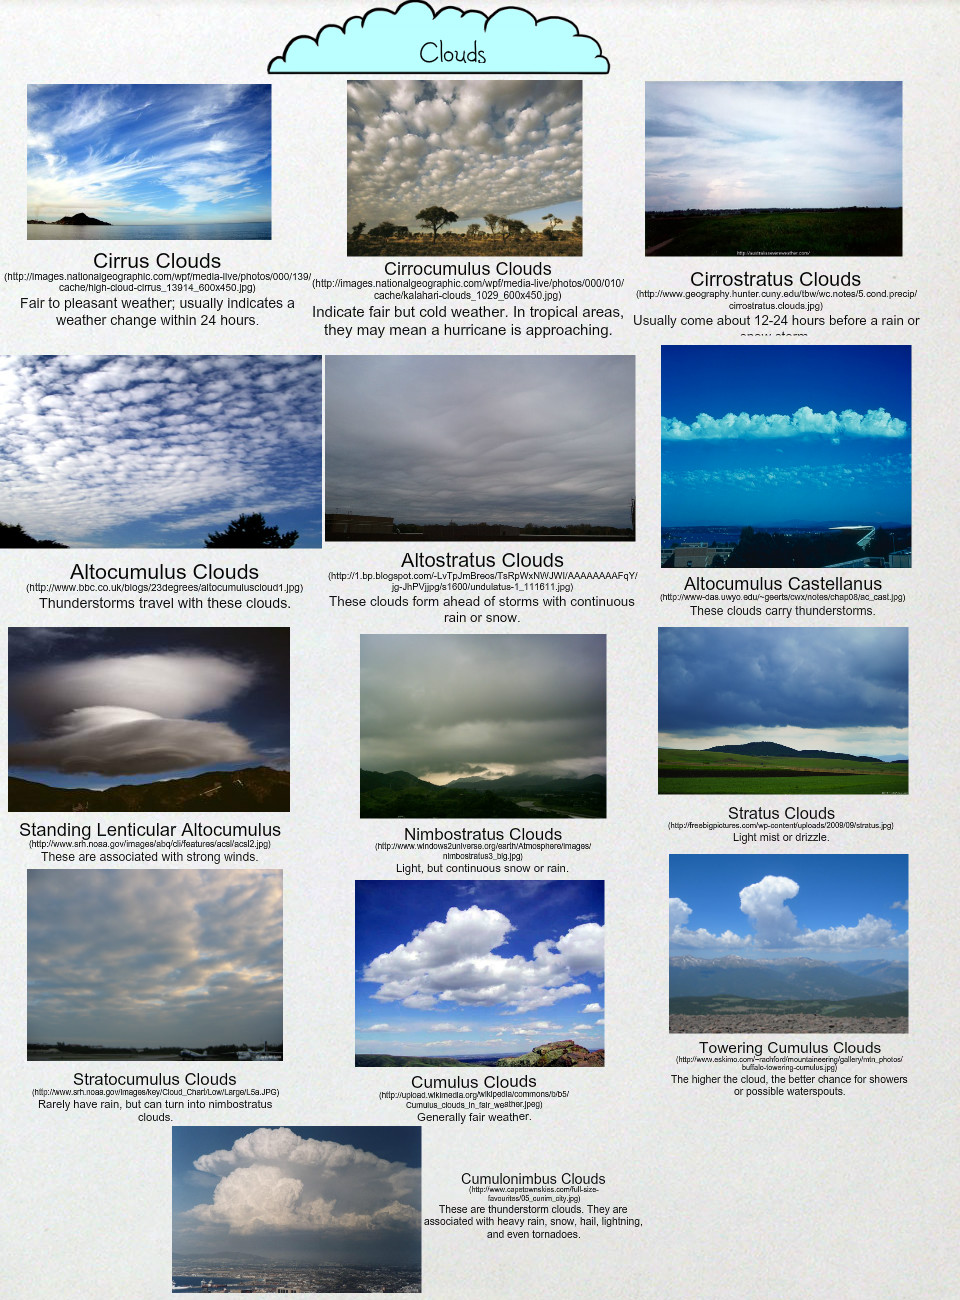 Clouds
http://australiasevereweather.com/
Cirrus Clouds
(http://images.nationalgeographic.com/wpf/media-live/photos/000/139/
cache/high-cloud-cirrus_13914_600x450.jpg)
Fair to pleasant weather; usually indicates a
weather change within 24 hours.
Cirrocumulus Clouds
(http://images.nationalgeographic.com/wpf/media-live/photos/000/010/
cache/kalahari-clouds_1029_600x450.jpg)
Indicate fair but cold weather. In tropical areas,
they may mean a hurricane is approaching.
Cirrostratus Clouds
(http://www.geography.hunter.cuny.edu/tbw/wc.notes/5.cond.precip/
cirrostratus.clouds.jpg)
Usually come about 12-24 hours before a rain or
snow storm.
Altocumulus Clouds
(http://www.bbc.co.uk/blogs/23degrees/altocumuluscloud1.jpg)
Thunderstorms travel with these clouds.
Altostratus Clouds
(http://1.bp.blogspot.com/-LvTpJmBreos/TsRpWxNWJWI/AAAAAAAAFqY/
jg-JhPVjjpg/s1600/undulatus-1_111611.jpg)
These clouds form ahead of storms with continuous
rain or snow.
Altocumulus Castellanus
(http://www-das.uwyo.edu/~geerts/cwx/notes/chap08/ac_cast.jpg)
These clouds carry thunderstorms.
Standing Lenticular Altocumulus
(http://www.srh.noaa.gov/images/abq/cli/features/acsl/acsl2.jpg)
These are associated with strong winds.
Nimbostratus Clouds
(http://www.windows2universe.org/earth/Atmosphere/images/
nimbostratus3_big.jpg)
Light, but continuous snow or rain.
Stratus Clouds
(http://freebigpictures.com/wp-content/uploads/2009/09/stratus.jpg)
Light mist or drizzle.
Stratocumulus Clouds
(http://www.srh.noaa.gov/images/key/Cloud_Chart/Low/Large/L5a.JPG)
Rarely have rain, but can turn into nimbostratus
clouds.
Cumulus Clouds
(http://upload.wikimedia.org/wikipedia/commons/b/b5/
Cumulus_clouds_in_fair_weather.jpeg)
Generally fair weather.
Towering Cumulus Clouds
(http://www.eskimo.com/~rachford/mountaineering/gallery/mtn_photos/
buffalo-towering-cumulus.jpg)
The higher the cloud, the better chance for showers
or possible waterspouts.
Cumulonimbus Clouds
(http://www.capetownskies.com/full-size-
favourites/05_cunim_city.jpg)
These are thunderstorm clouds. They are
associated with heavy rain, snow, hail, lightning,
and even tornadoes.